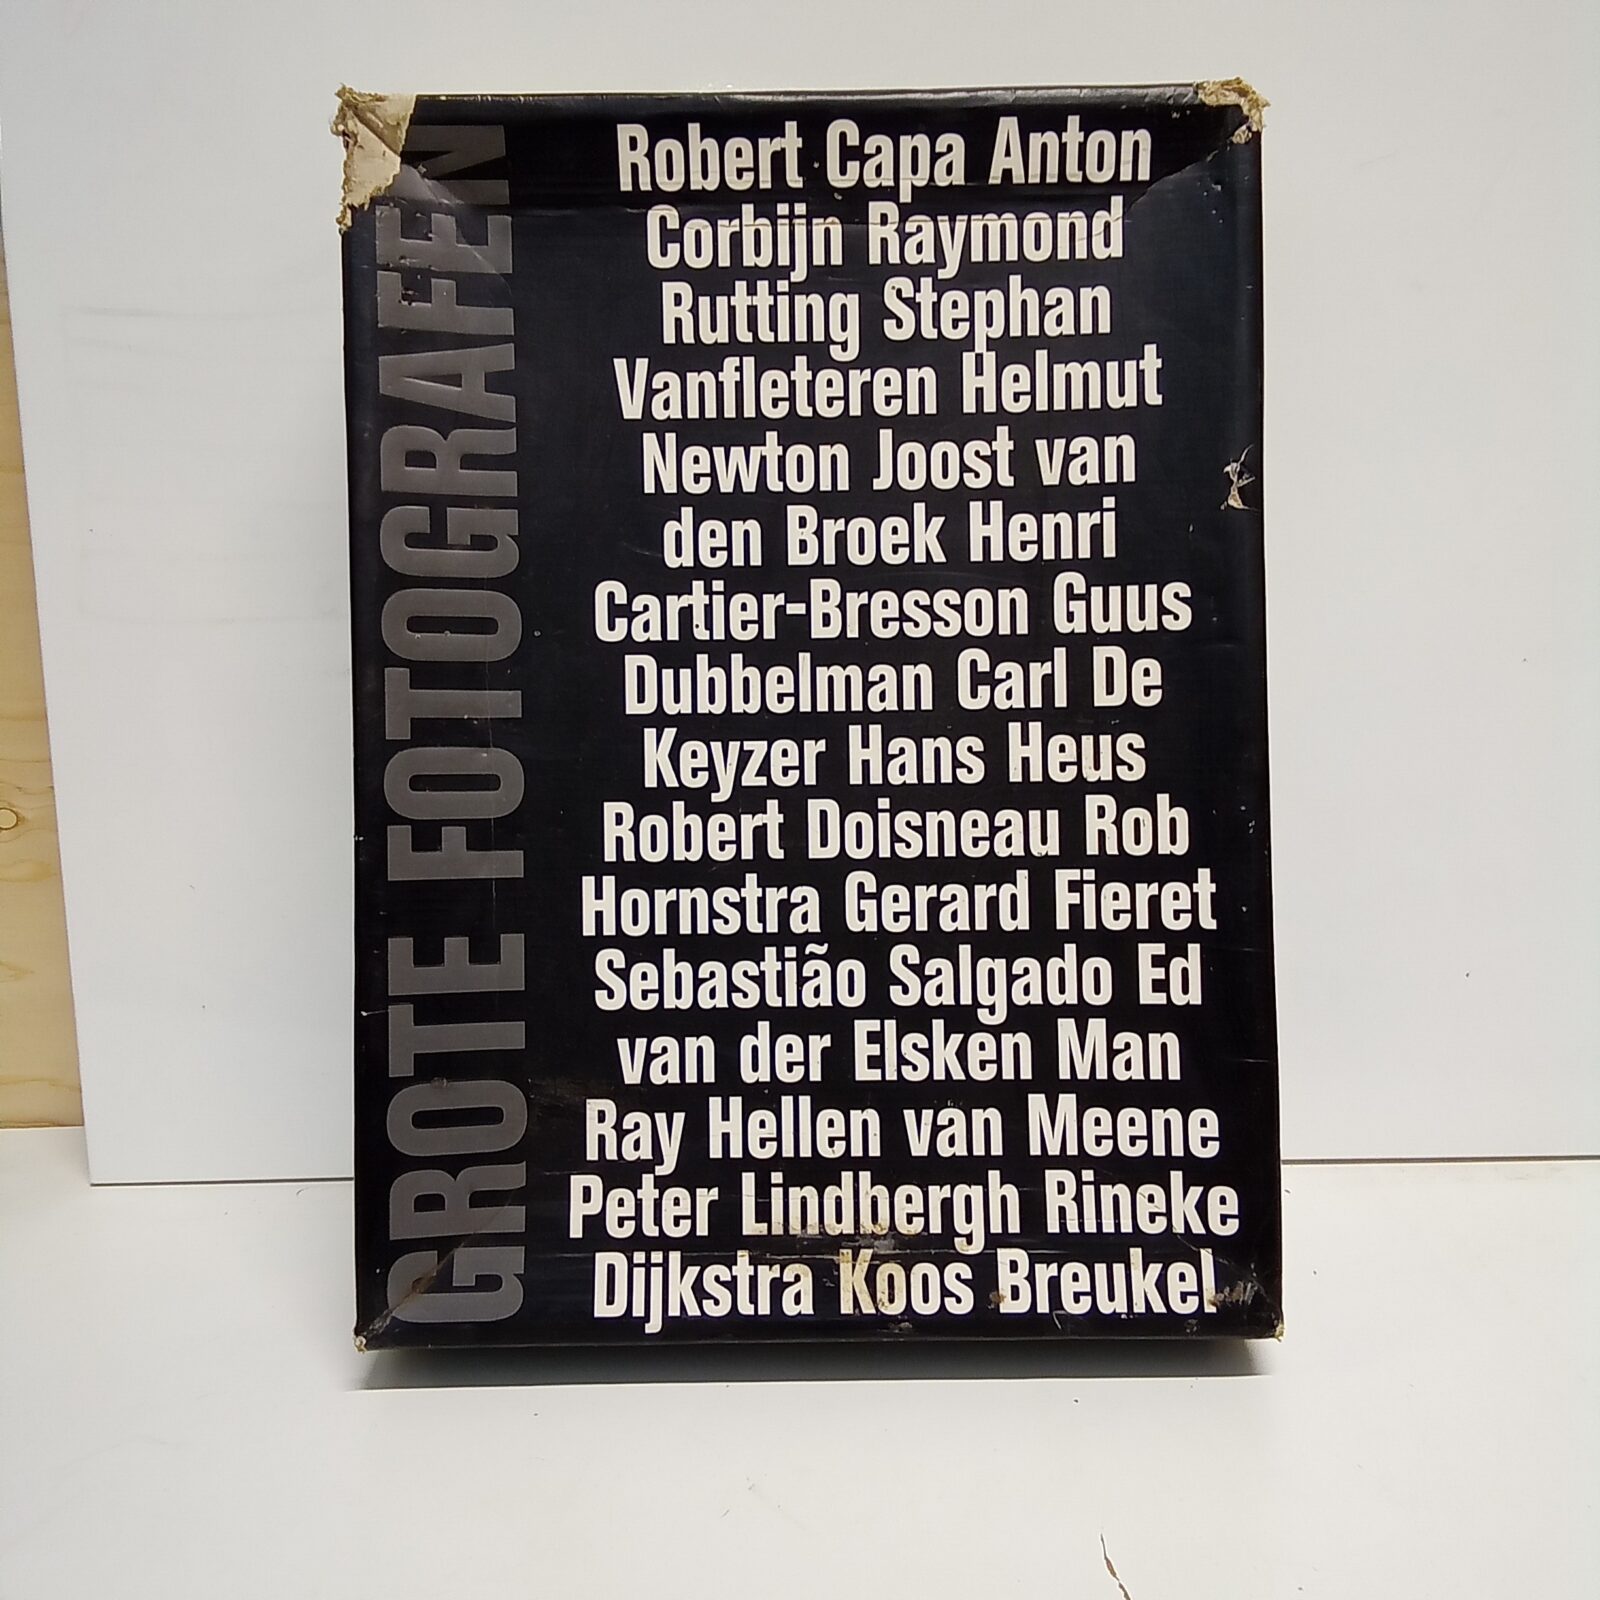 GROTE FOTOGRAFEN
Robert Capa Anton
Corbijn Raymond
Rutting Stephan
Vanfleteren Helmut
Newton Joost van
den Broek Henri
Cartier-Bresson Guus
Dubbelman Carl De
Keyzer Hans Heus
Robert Doisneau Rob
Hornstra Gerard Fieret
Sebastião Salgado Ed
van der Elsken Man
Ray Hellen van Meene
Peter Lindbergh Rineke
Dijkstra Koos Breukel